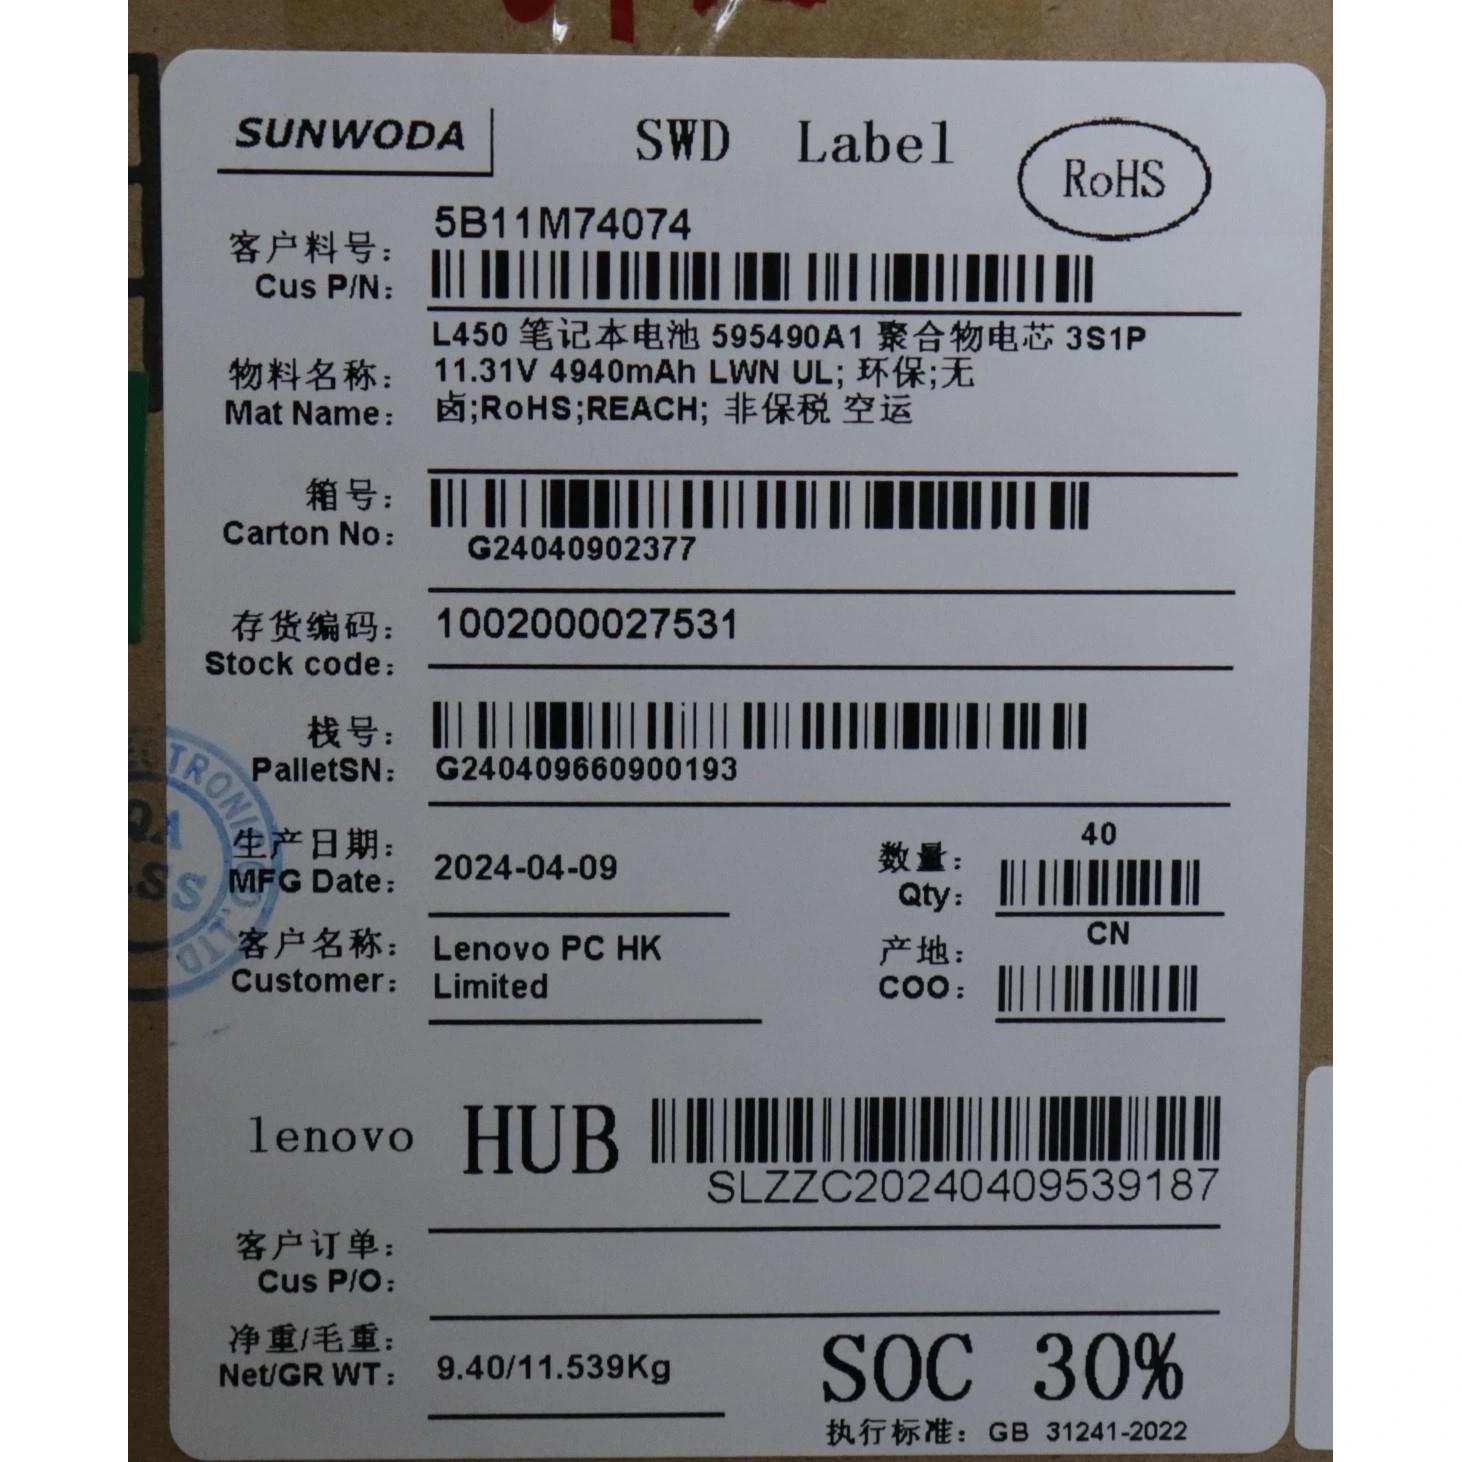 SUNWODA
SWD Label
RoHS
客户料号:
Cus P/N:
5B11M74074
物料名称:
Mat Name:
L450 笔记本电池 595490A1 聚合物电芯 3S1P
11.31V 4940mAh LWN UL; 环保;无
卤;RoHS;REACH; 非保税 空运
箱号:
Carton No:
G24040902377
存货编码:
Stock code:
1002000027531
栈号:
PalletSN:
G240409660900193
生产日期:
MFG Date:
2024-04-09
数量:
Qty:
40
客户名称:
Customer:
Lenovo PC HK
Limited
产地:
COO:
CN
lenovo HUB
SLZZC20240409539187
客户订单:
Cus P/O:
净重/毛重:
Net/GR WT:
9.40/11.539Kg
SOC 30%
执行标准: GB 31241-2022